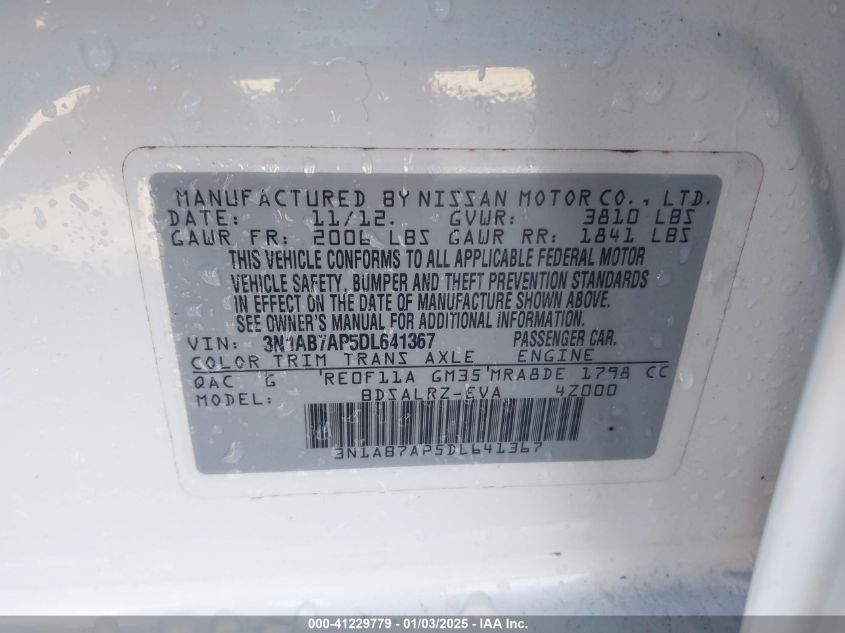 MANUFACTURED BY NISSAN MOTOR CO., LTD.
DATE: 11/12. GVWR: 3810 LBS
GAWR FR: 2006 LBS GAWR RR: 1841 LBS
THIS VEHICLE CONFORMS TO ALL APPLICABLE FEDERAL MOTOR
VEHICLE SAFETY, BUMPER AND THEFT PREVENTION STANDARDS
IN EFFECT ON THE DATE OF MANUFACTURE SHOWN ABOVE.
SEE OWNER'S MANUAL FOR ADDITIONAL INFORMATION.
VIN: 3N1AB7AP5DL641367 PASSENGER CAR.
COLOR TRIM TRANS AXLE ENGINE
QAC G RE0F11A GM35 MRA8DE 1798 CC
MODEL: BDSALRZ-EVA 4Z000
3N1AB7AP5DL641367
000-41229779 - 01/03/2025 - IAA Inc.